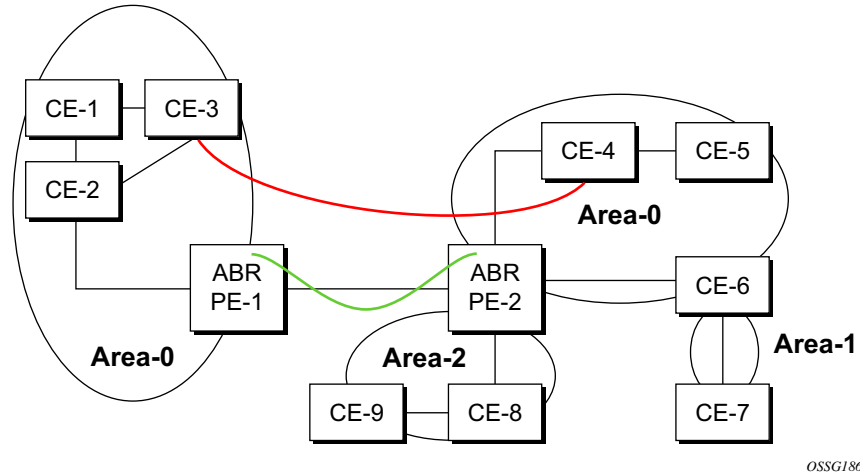 CE-1
CE-3
CE-2
CE-4
CE-5
Area-0
ABR
PE-1
ABR
PE-2
CE-6
Area-0
Area-2
Area-1
CE-9
CE-8
CE-7
OSSG186